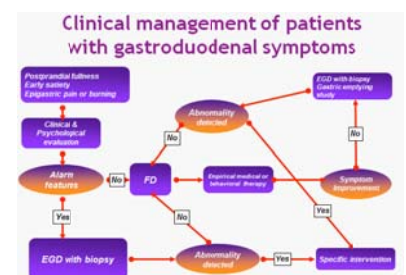 Clinical management of patients
with gastroduodenal symptoms
Postprandial fullness
Early satiety
Epigastric pain or burning
EGD with biopsy
Gastric emptying
study
Abnormality
detected
Clinical &
Psychological
evaluation
No
No
Alarm
features
No
FD
Empirical medical or
behavioral therapy
Symptom
Improvement
Yes
No
Yes
EGD with biopsy
Abnormality
detected
Yes
Specific intervention